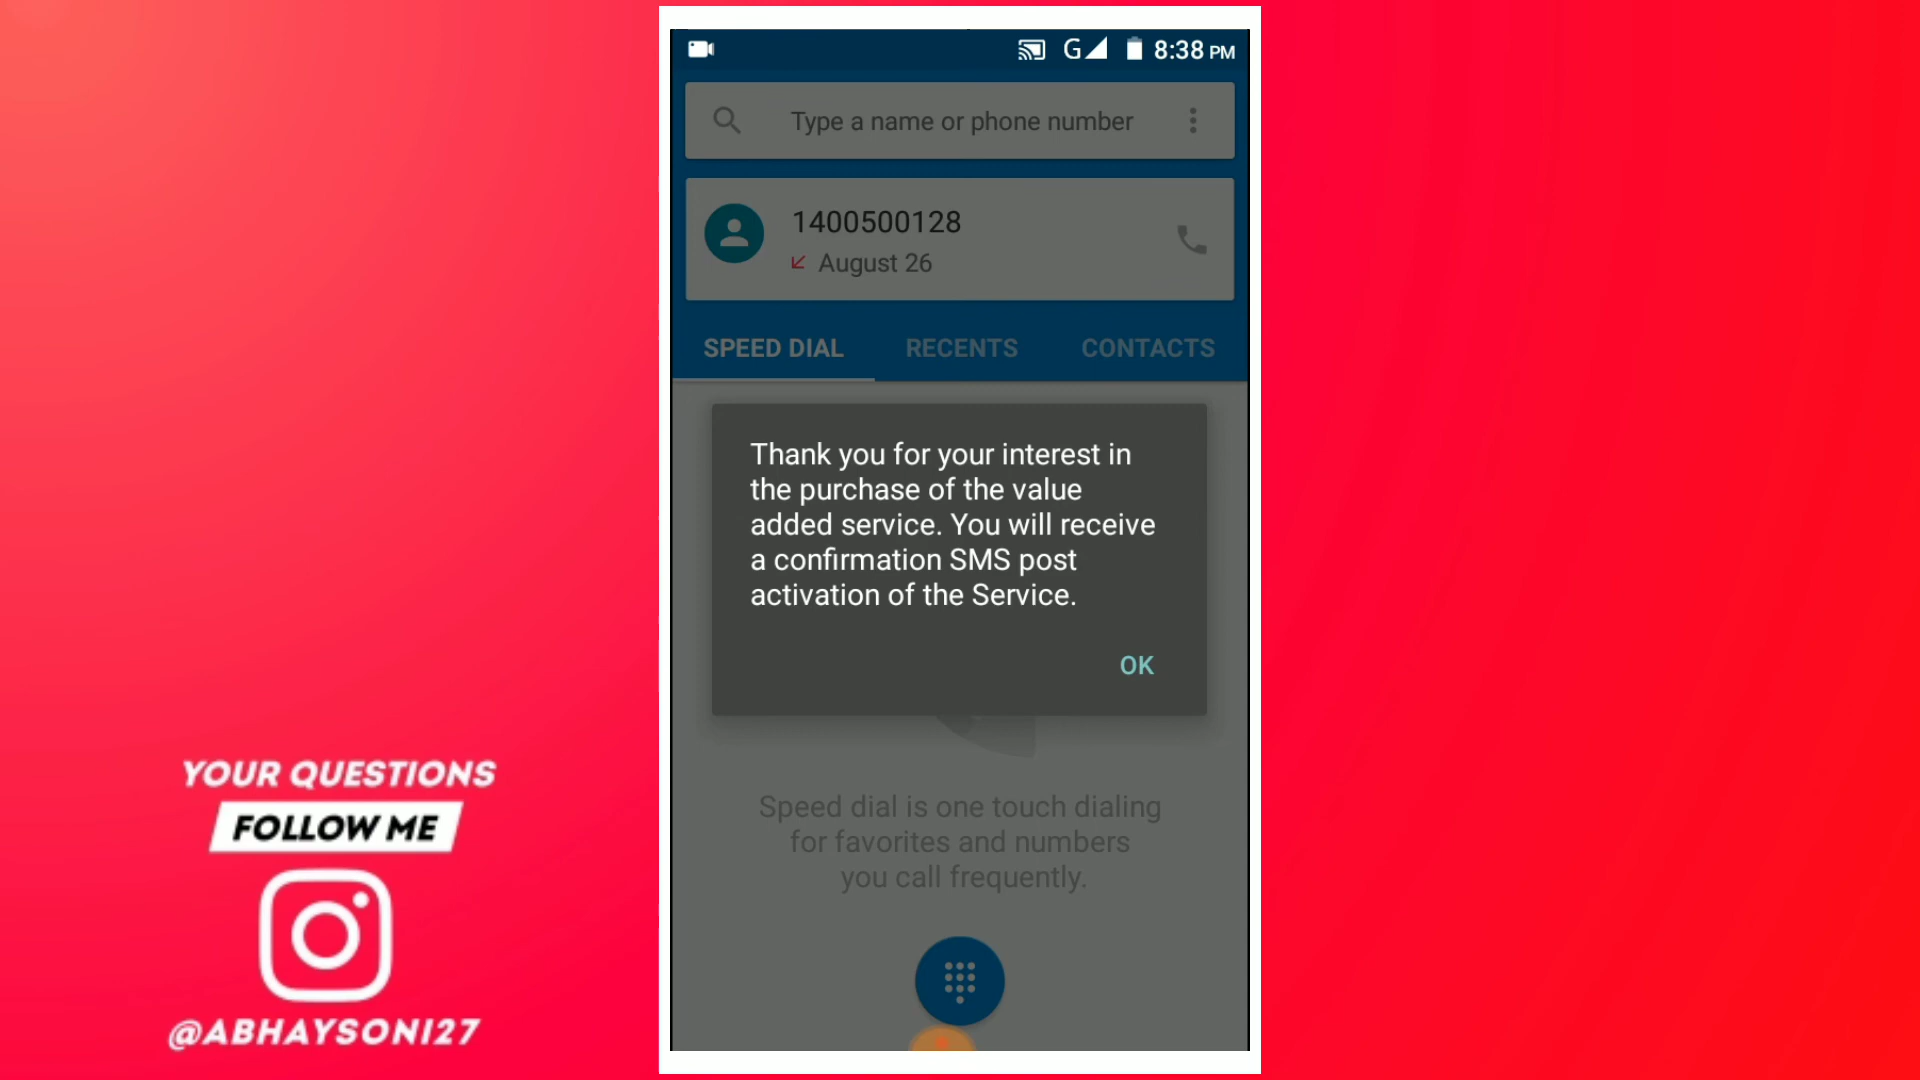 G 8:38 PM
Type a name or phone number
1400500128
August 26
SPEED DIAL RECENTS CONTACTS
Thank you for your interest in
the purchase of the value
added service. You will receive
a confirmation SMS post
activation of the Service.
OK
Speed dial is one touch dialing
for favorites and numbers
you call frequently.
YOUR QUESTIONS
FOLLOW ME
@ABHAYSONI27